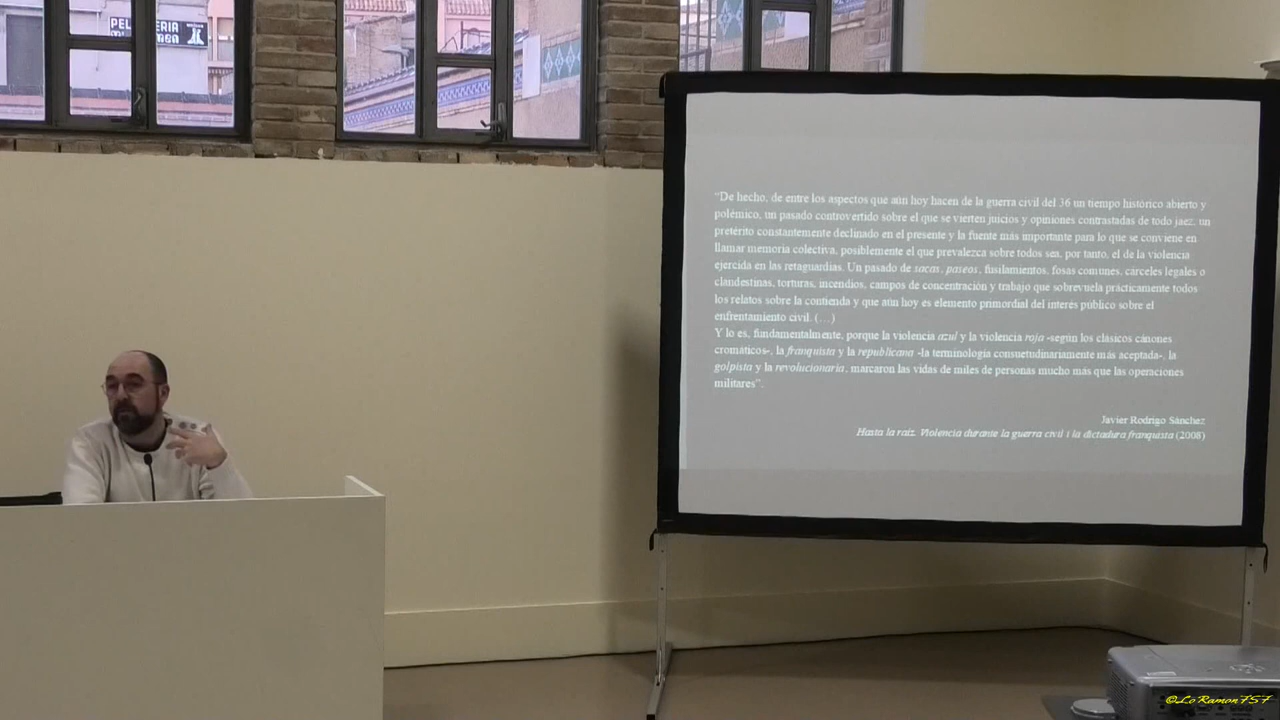 PEL ERIA
“De hecho, de entre los aspectos que aún hoy hacen de la guerra civil del 36 un tiempo histórico abierto y
polémico, un pasado controvertido sobre el que se vierten juicios y opiniones contrastadas de todo jaez, un
pretérito constantemente declinado en el presente y la fuente más importante para lo que se conviene en
llamar memoria colectiva, posiblemente el que prevalezca sobre todos sea, por tanto, el de la violencia
ejercida en las retaguardias. Un pasado de sacas, paseos, fusilamientos, fosas comunes, cárceles legales o
clandestinas, torturas, incendios, campos de concentración y trabajo que sobrevuela prácticamente todos
los relatos sobre la contienda y que aún hoy es elemento primordial del interés público sobre el
enfrentamiento civil. (…)
Y lo es, fundamentalmente, porque la violencia azul y la violencia roja -según los clásicos cánones
cromáticos-, la franquista y la republicana -la terminología consuetudinariamente más aceptada-, la
golpista y la revolucionaria, marcaron las vidas de miles de personas mucho más que las operaciones
militares”.
Javier Rodrigo Sánchez
Hasta la raíz. Violencia durante la guerra civil i la dictadura franquista (2008)
©LoRamon757